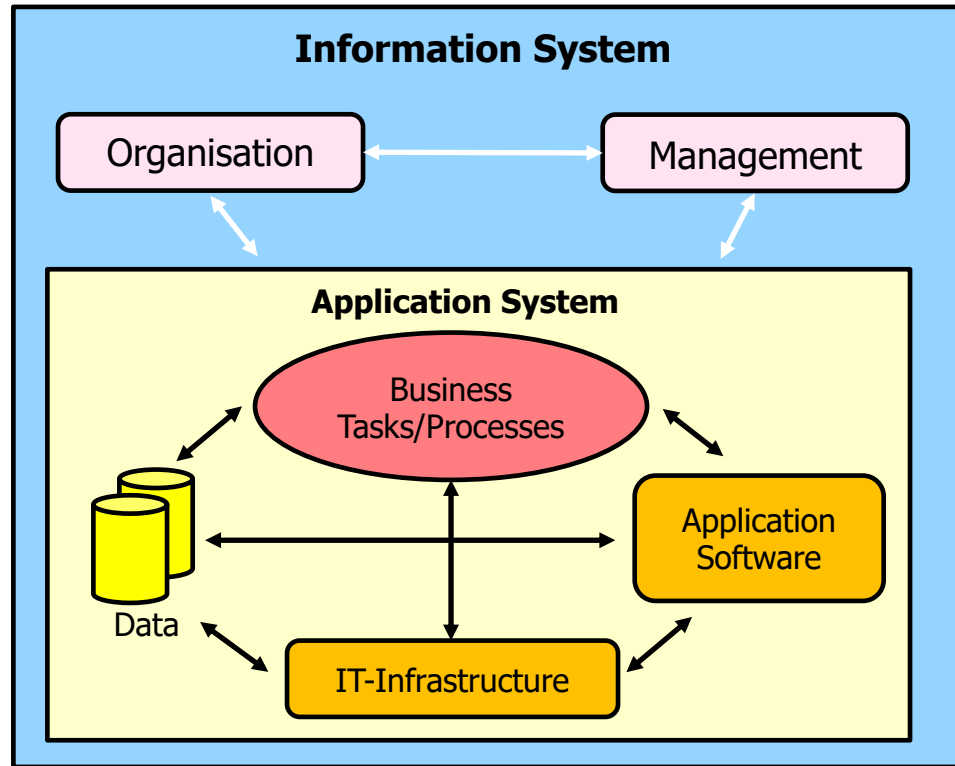 Information System
Organisation
Management
Application System
Business
Tasks/Processes
Application
Software
Data
IT-Infrastructure